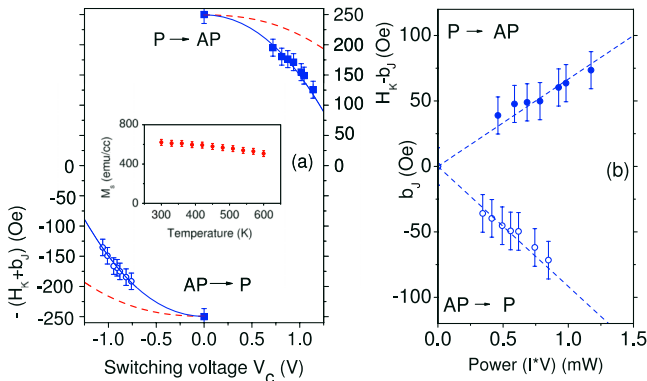 P → AP
250
200
150
100
50
0
H_K-b_J (Oe)
- (H_K+b_J) (Oe)
0
-50
-100
-150
-200
-250
M_s (emu/cc)
800
400
0
300 400 500 600
Temperature (K)
(a)
AP → P
-1.0 -0.5 0.0 0.5 1.0
Switching voltage V_C (V)
P → AP
b_J (Oe)
100
50
0
-50
-100
(b)
AP → P
0.0 0.5 1.0 1.5
Power (I*V) (mW)